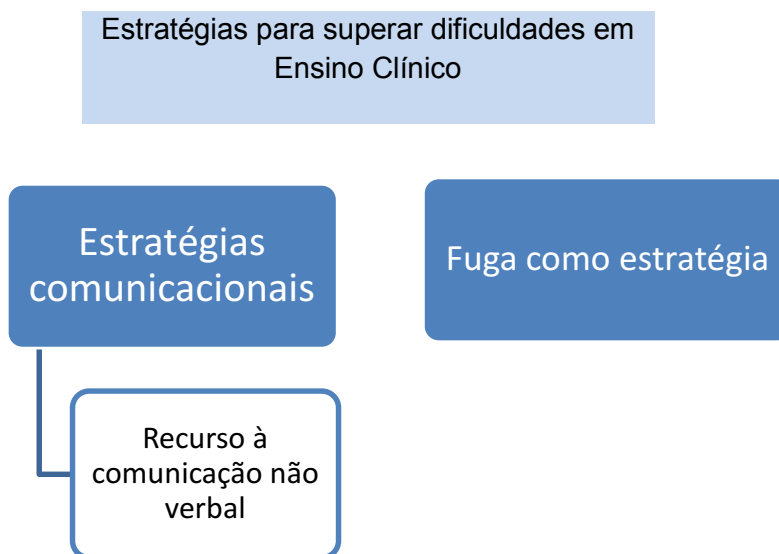 Estratégias para superar dificuldades em
Ensino Clínico
Estratégias
comunicacionais
Fuga como estratégia
Recurso à
comunicação não
verbal